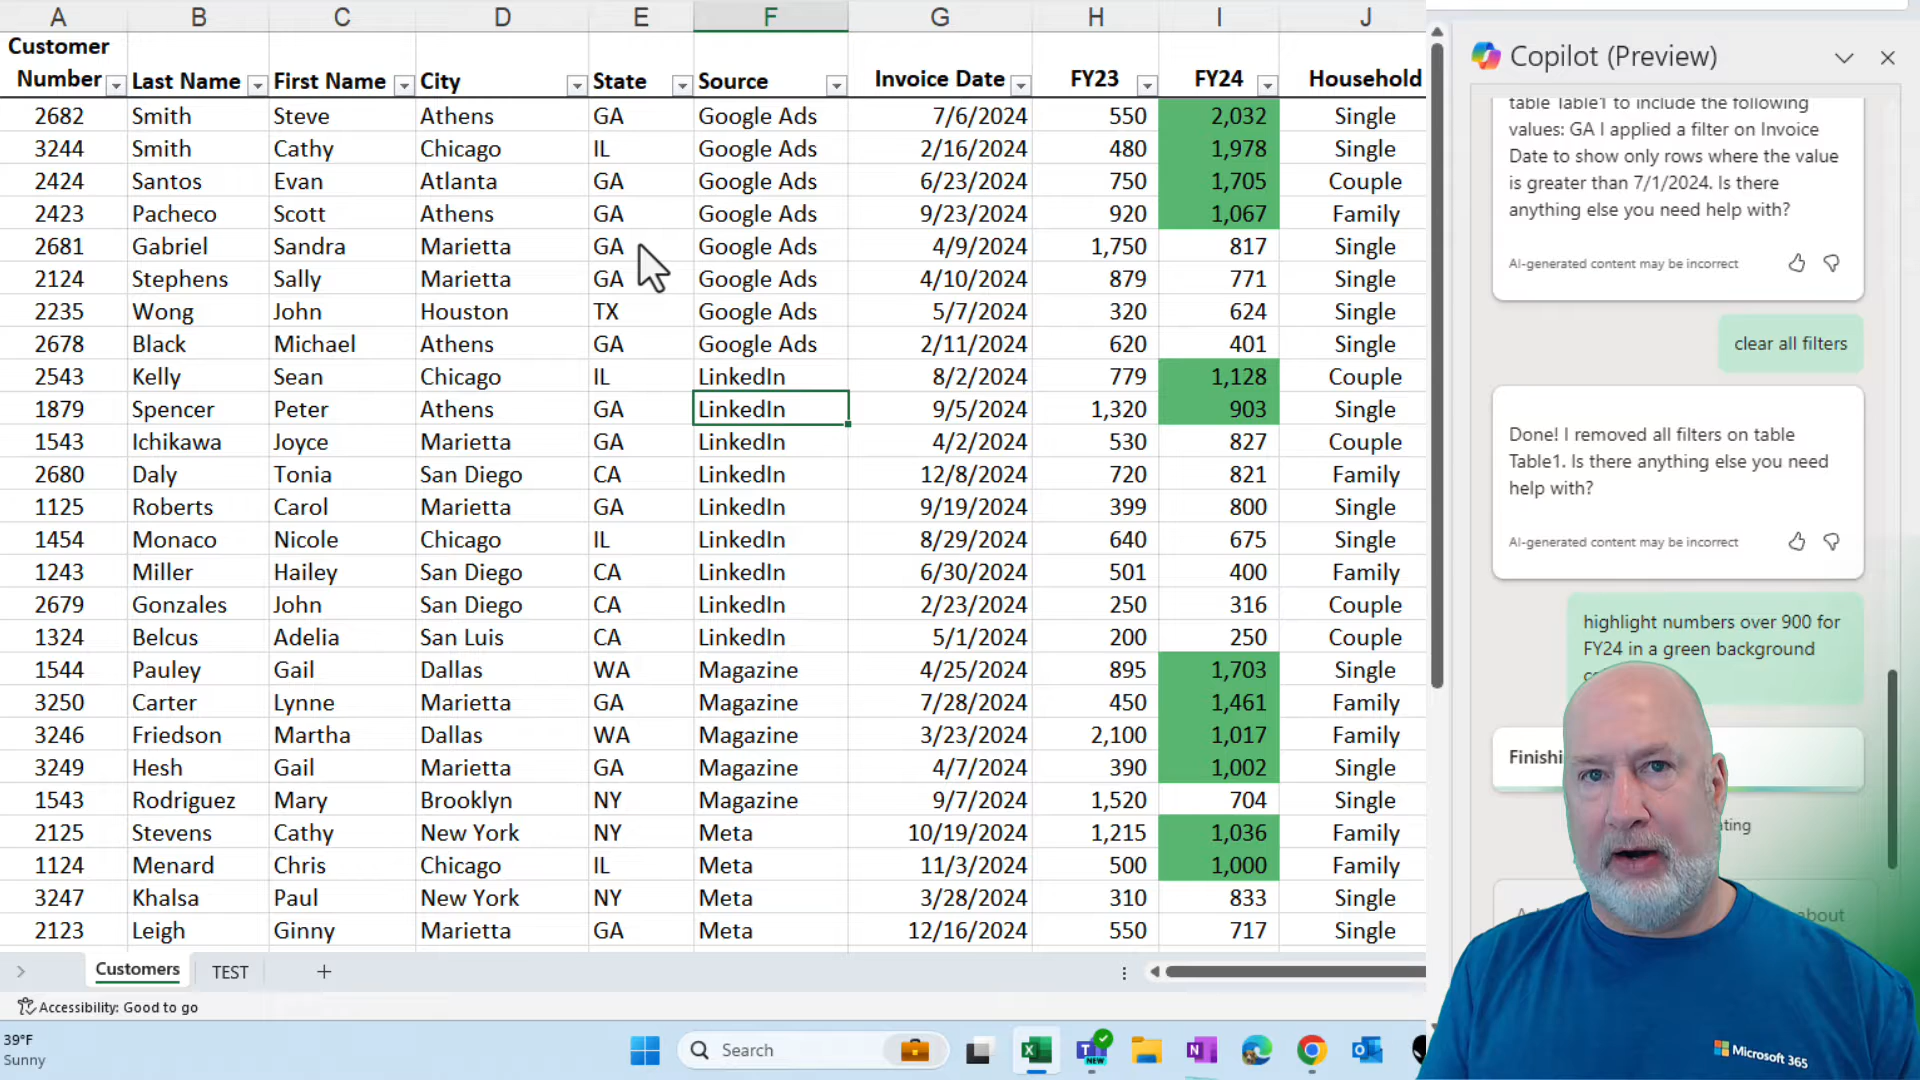 A B C D E F G H I J
Customer
Number Last Name First Name City State Source Invoice Date FY23 FY24 Household
2682 Smith Steve Athens GA Google Ads 7/6/2024 550 2,032 Single
3244 Smith Cathy Chicago IL Google Ads 2/16/2024 480 1,978 Single
2424 Santos Evan Atlanta GA Google Ads 6/23/2024 750 1,705 Couple
2423 Pacheco Scott Athens GA Google Ads 9/23/2024 920 1,067 Family
2681 Gabriel Sandra Marietta GA Google Ads 4/9/2024 1,750 817 Single
2124 Stephens Sally Marietta GA Google Ads 4/10/2024 879 771 Single
2235 Wong John Houston TX Google Ads 5/7/2024 320 624 Single
2678 Black Michael Athens GA Google Ads 2/11/2024 620 401 Single
2543 Kelly Sean Chicago IL LinkedIn 8/2/2024 779 1,128 Couple
1879 Spencer Peter Athens GA LinkedIn 9/5/2024 1,320 903 Single
1543 Ichikawa Joyce Marietta GA LinkedIn 4/2/2024 530 827 Couple
2680 Daly Tonia San Diego CA LinkedIn 12/8/2024 720 821 Family
1125 Roberts Carol Marietta GA LinkedIn 9/19/2024 399 800 Single
1454 Monaco Nicole Chicago IL LinkedIn 8/29/2024 640 675 Single
1243 Miller Hailey San Diego CA LinkedIn 6/30/2024 501 400 Family
2679 Gonzales John San Diego CA LinkedIn 2/23/2024 250 316 Couple
1324 Belcus Adelia San Luis CA LinkedIn 5/1/2024 200 250 Couple
1544 Pauley Gail Dallas WA Magazine 4/25/2024 895 1,703 Single
3250 Carter Lynne Marietta GA Magazine 7/28/2024 450 1,461 Family
3246 Friedson Martha Dallas WA Magazine 3/23/2024 2,100 1,017 Family
3249 Hesh Gail Marietta GA Magazine 4/7/2024 390 1,002 Single
1543 Rodriguez Mary Brooklyn NY Magazine 9/7/2024 1,520 704 Single
2125 Stevens Cathy New York NY Meta 10/19/2024 1,215 1,036 Family
1124 Menard Chris Chicago IL Meta 11/3/2024 500 1,000 Family
3247 Khalsa Paul New York NY Meta 3/28/2024 310 833 Single
2123 Leigh Ginny Marietta GA Meta 12/16/2024 550 717 Single
Customers TEST
Accessibility: Good to go
39°F
Sunny
Search
NEW
Copilot (Preview)
table Table1 to include the following
values: GA I applied a filter on Invoice
Date to show only rows where the value
is greater than 7/1/2024. Is there
anything else you need help with?
AI-generated content may be incorrect
clear all filters
Done! I removed all filters on table
Table1. Is there anything else you need
help with?
AI-generated content may be incorrect
highlight numbers over 900 for
FY24 in a green background
Finishi
ating
about
Microsoft 365